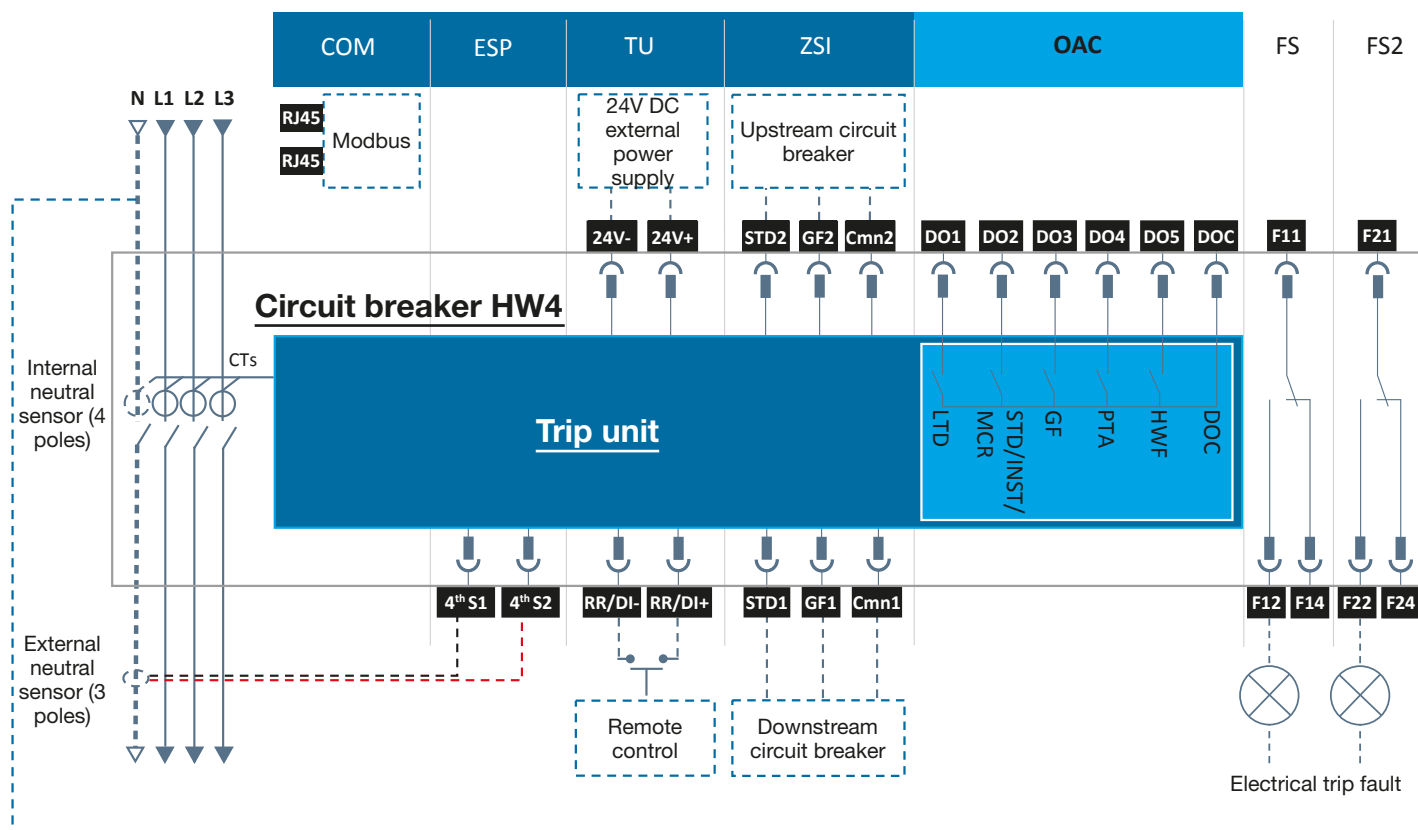 COM ESP TU ZSI OAC FS FS2
N L1 L2 L3
RJ45
RJ45
Modbus
24V DC
external
power
supply
Upstream circuit
breaker
24V- 24V+ STD2 GF2 Cmn2 DO1 DO2 DO3 DO4 DO5 DOC F11 F21
Circuit breaker HW4
CTs
Internal
neutral
sensor (4
poles)
Trip unit
LTD
STD/INST/
MCR
GF
PTA
HWF
DOC
4th S1 4th S2 RR/DI- RR/DI+ STD1 GF1 Cmn1 F12 F14 F22 F24
External
neutral
sensor (3
poles)
Remote
control
Downstream
circuit breaker
Electrical trip fault